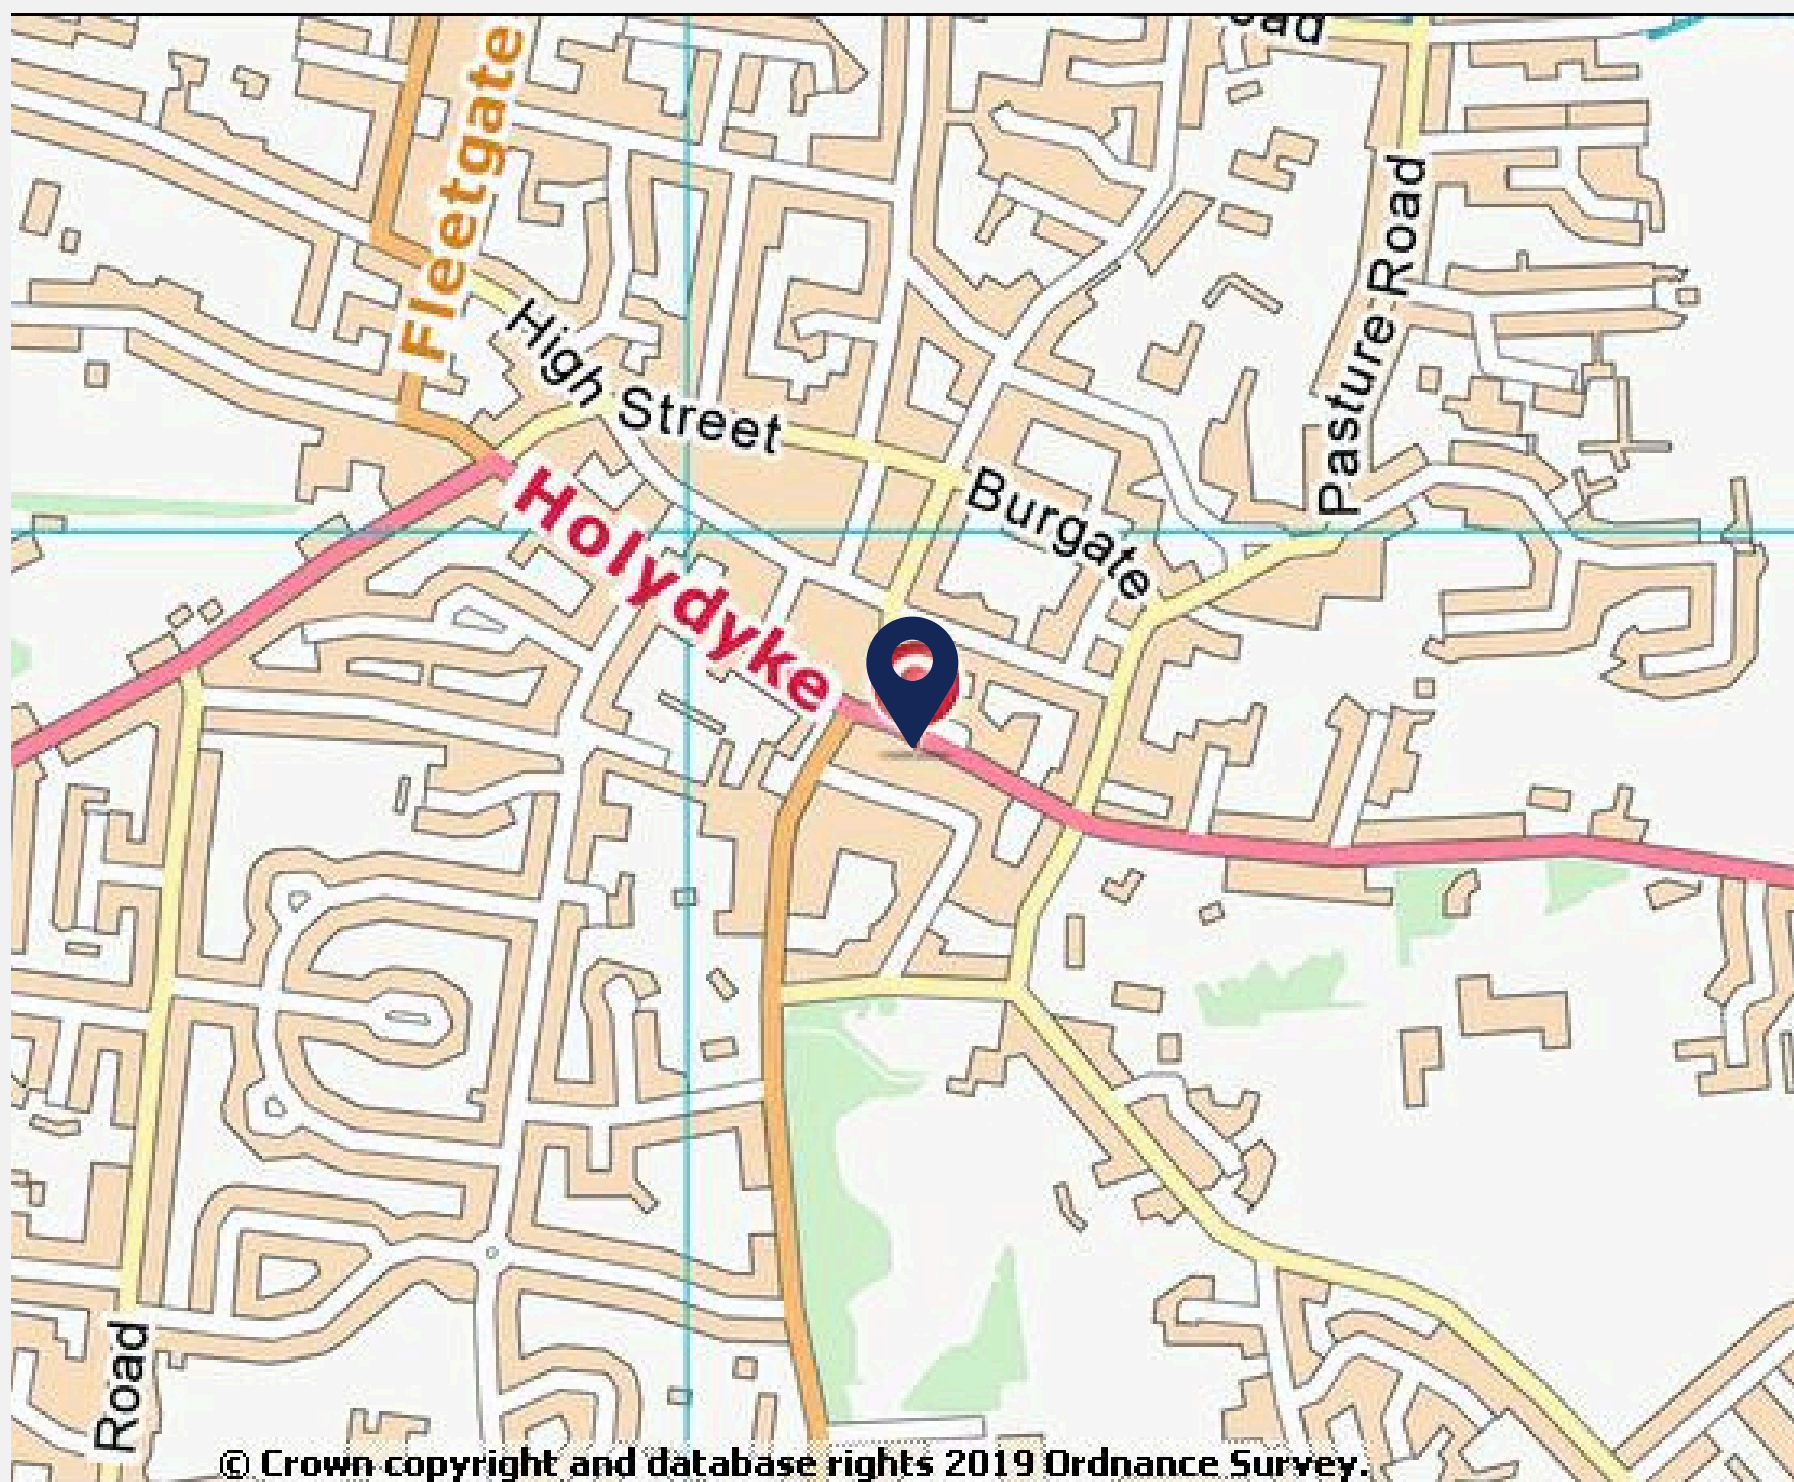 Fleetgate
High Street
Holydyke
Burgate
Pasture Road
Road
© Crown copyright and database rights 2019 Ordnance Survey.